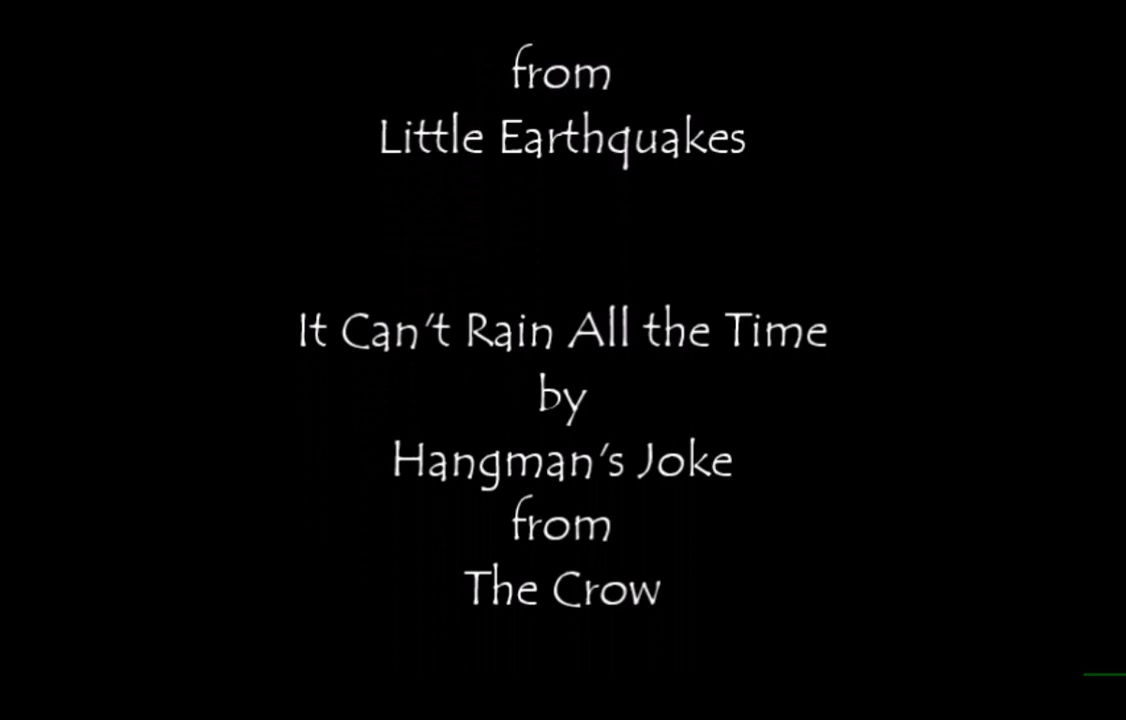 from
Little Earthquakes
It Can't Rain All the Time
by
Hangman's Joke
from
The Crow